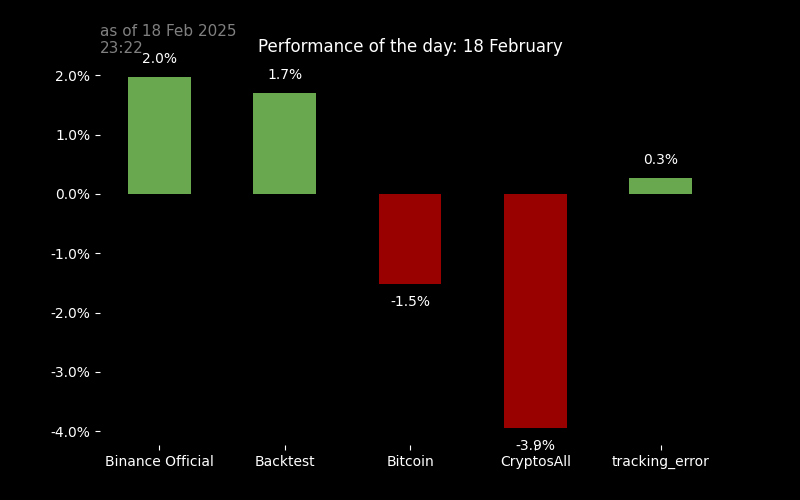 as of 18 Feb 2025
23:22
Performance of the day: 18 February
2.0%
1.0%
0.0%
-1.0%
-2.0%
-3.0%
-4.0%
2.0%
1.7%
-1.5%
-3.9%
0.3%
Binance Official
Backtest
Bitcoin
CryptosAll
tracking_error